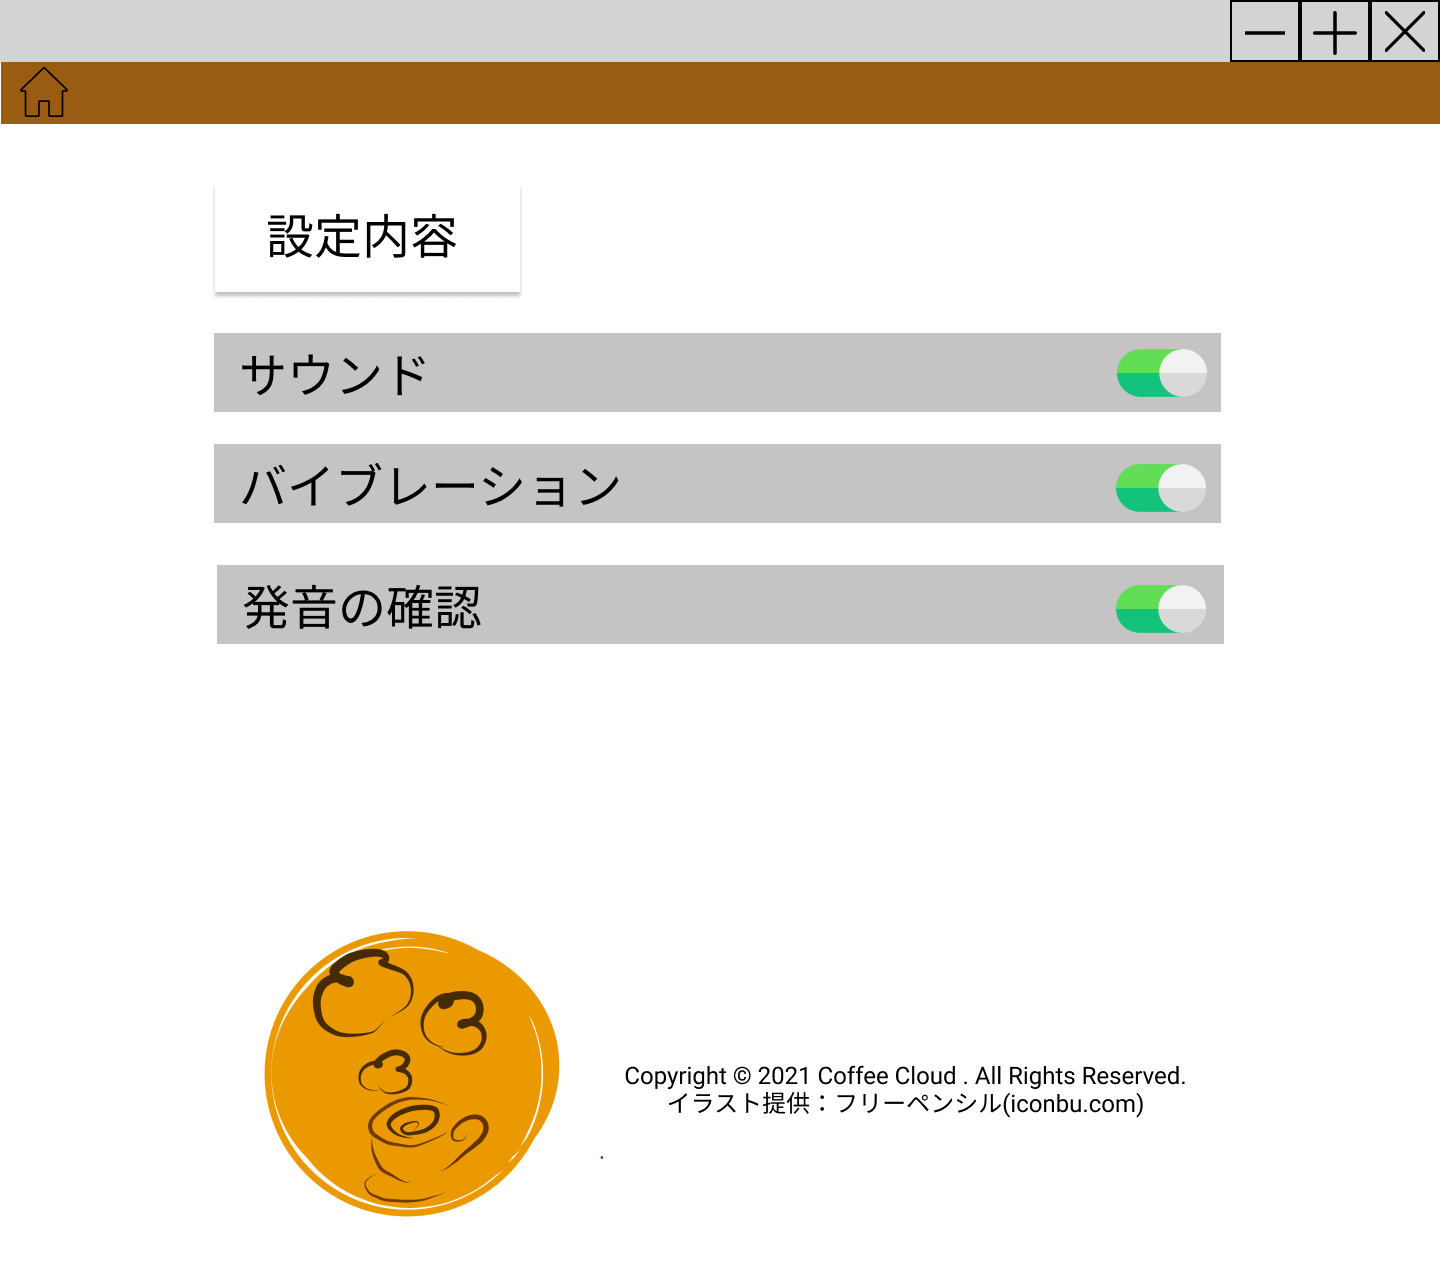 設定内容
サウンド
バイブレーション
発音の確認
Copyright © 2021 Coffee Cloud . All Rights Reserved.
イラスト提供：フリーペンシル(iconbu.com)
.